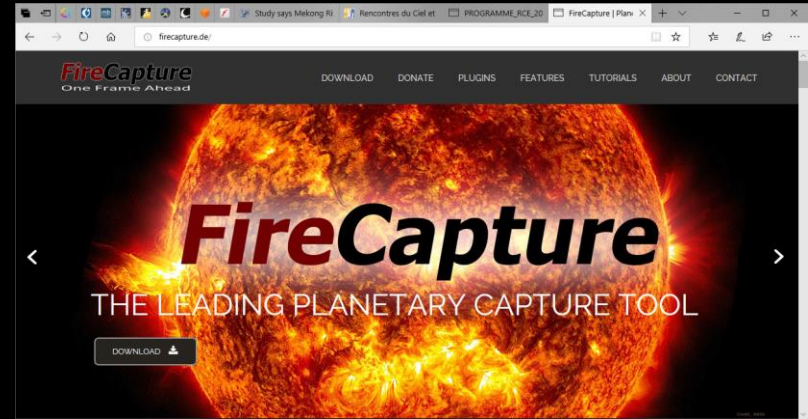 Study says Mekong Ri
Rencontres du Ciel et
PROGRAMME_RCE_20
FireCapture | Plane
firecapture.de/
FireCapture
One Frame Ahead
DOWNLOAD
DONATE
PLUGINS
FEATURES
TUTORIALS
ABOUT
CONTACT
FireCapture
THE LEADING PLANETARY CAPTURE TOOL
DOWNLOAD